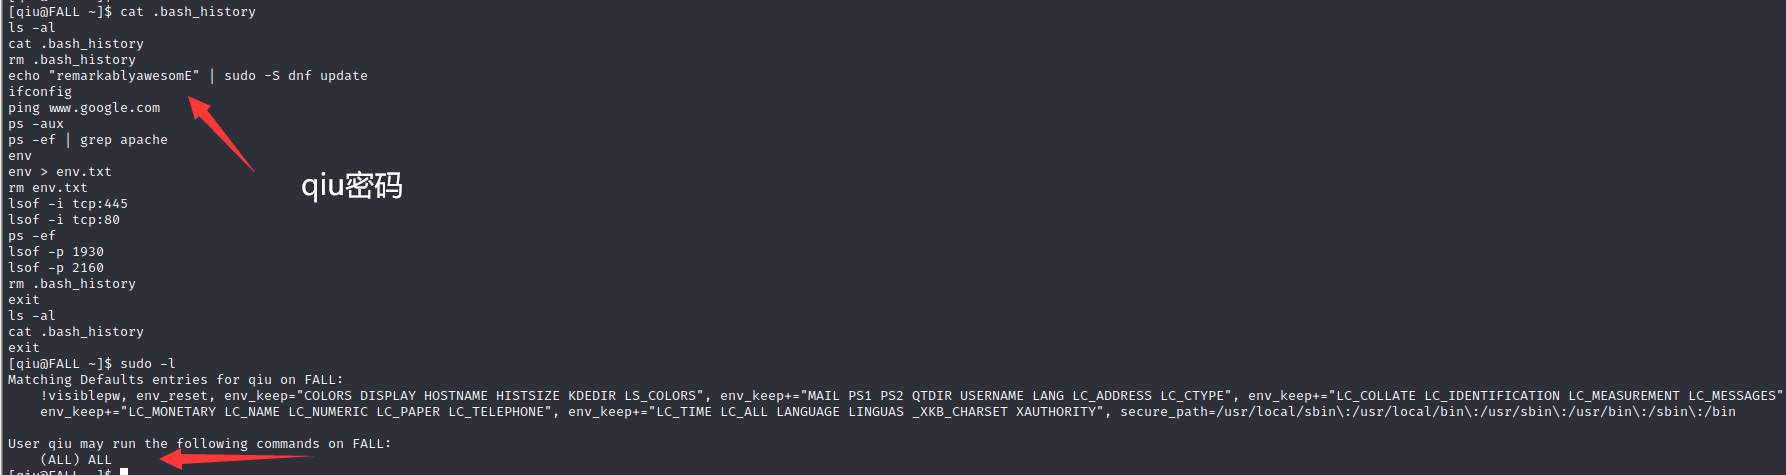 [qiu@FALL ~]$ cat .bash_history
ls -al
cat .bash_history
rm .bash_history
echo "remarkablyawesomE" | sudo -S dnf update
ifconfig
ping www.google.com
ps -aux
ps -ef | grep apache
env
env > env.txt
rm env.txt
lsof -i tcp:445
lsof -i tcp:80
ps -ef
lsof -p 1930
lsof -p 2160
rm .bash_history
exit
ls -al
cat .bash_history
exit
qiu密码
[qiu@FALL ~]$ sudo -l
Matching Defaults entries for qiu on FALL:
    !visiblepw, env_reset, env_keep="COLORS DISPLAY HOSTNAME HISTSIZE KDEDIR LS_COLORS", env_keep+="MAIL PS1 PS2 QTDIR USERNAME LANG LC_ADDRESS LC_CTYPE", env_keep+="LC_COLLATE LC_IDENTIFICATION LC_MEASUREMENT LC_MESSAGES"
    env_keep+="LC_MONETARY LC_NAME LC_NUMERIC LC_PAPER LC_TELEPHONE", env_keep+="LC_TIME LC_ALL LANGUAGE LINGUAS _XKB_CHARSET XAUTHORITY", secure_path=/usr/local/sbin\:/usr/local/bin\:/usr/sbin\:/usr/bin\:/sbin\:/bin
User qiu may run the following commands on FALL:
    (ALL) ALL
[qiu@FALL ~]$